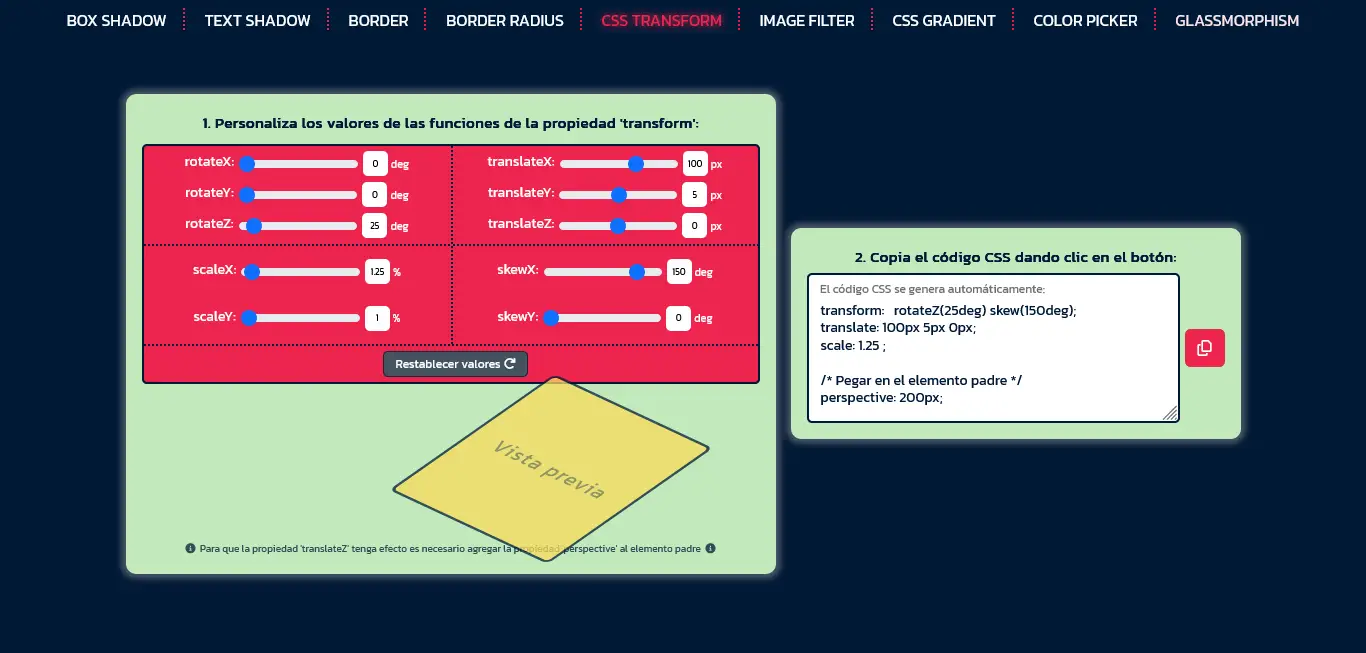 BOX SHADOW TEXT SHADOW BORDER BORDER RADIUS CSS TRANSFORM IMAGE FILTER CSS GRADIENT COLOR PICKER GLASSMORPHISM
1. Personaliza los valores de las funciones de la propiedad 'transform':
rotateX: 0 deg
rotateY: 0 deg
rotateZ: 25 deg
translateX: 100 px
translateY: 5 px
translateZ: 0 px
scaleX: 1.25 %
scaleY: 1 %
skewX: 150 deg
skewY: 0 deg
Restablecer valores
Vista previa
Para que la propiedad 'translateZ' tenga efecto es necesario agregar la propiedad 'perspective' al elemento padre
2. Copia el código CSS dando clic en el botón:
El código CSS se genera automáticamente:
transform:   rotateZ(25deg) skew(150deg);
translate: 100px 5px 0px;
scale: 1.25 ;
/* Pegar en el elemento padre */
perspective: 200px;